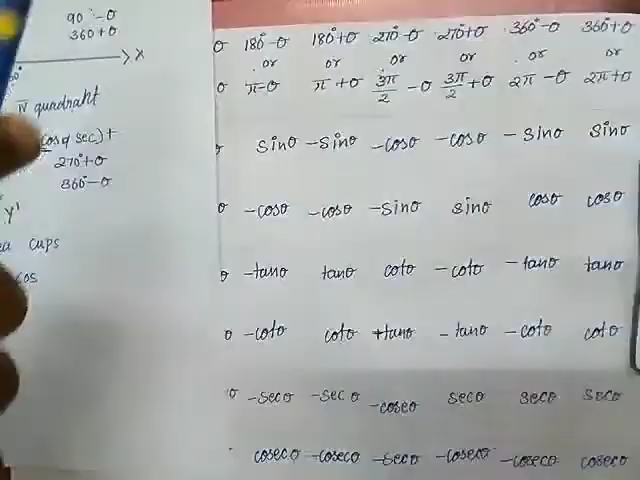 90°-θ
360+θ
X
IV quadrant
cosθ sec)+
270°+θ
360°-θ
Y'
cups
cos
θ 180°-θ 180°+θ 270°-θ 270°+θ 360°-θ 360°+θ
or or or or or or
θ π-θ π+θ 3π/2 -θ 3π/2 +θ 2π-θ 2π+θ
sinθ -sinθ -cosθ -cosθ -sinθ sinθ
θ -cosθ -cosθ -sinθ sinθ cosθ cosθ
θ -tanθ tanθ cotθ -cotθ -tanθ tanθ
θ -cotθ cotθ +tanθ -tanθ -cotθ cotθ
θ -secθ -secθ -cosecθ secθ secθ secθ
cosecθ -cosecθ -secθ -cosecθ -cosecθ cosecθ